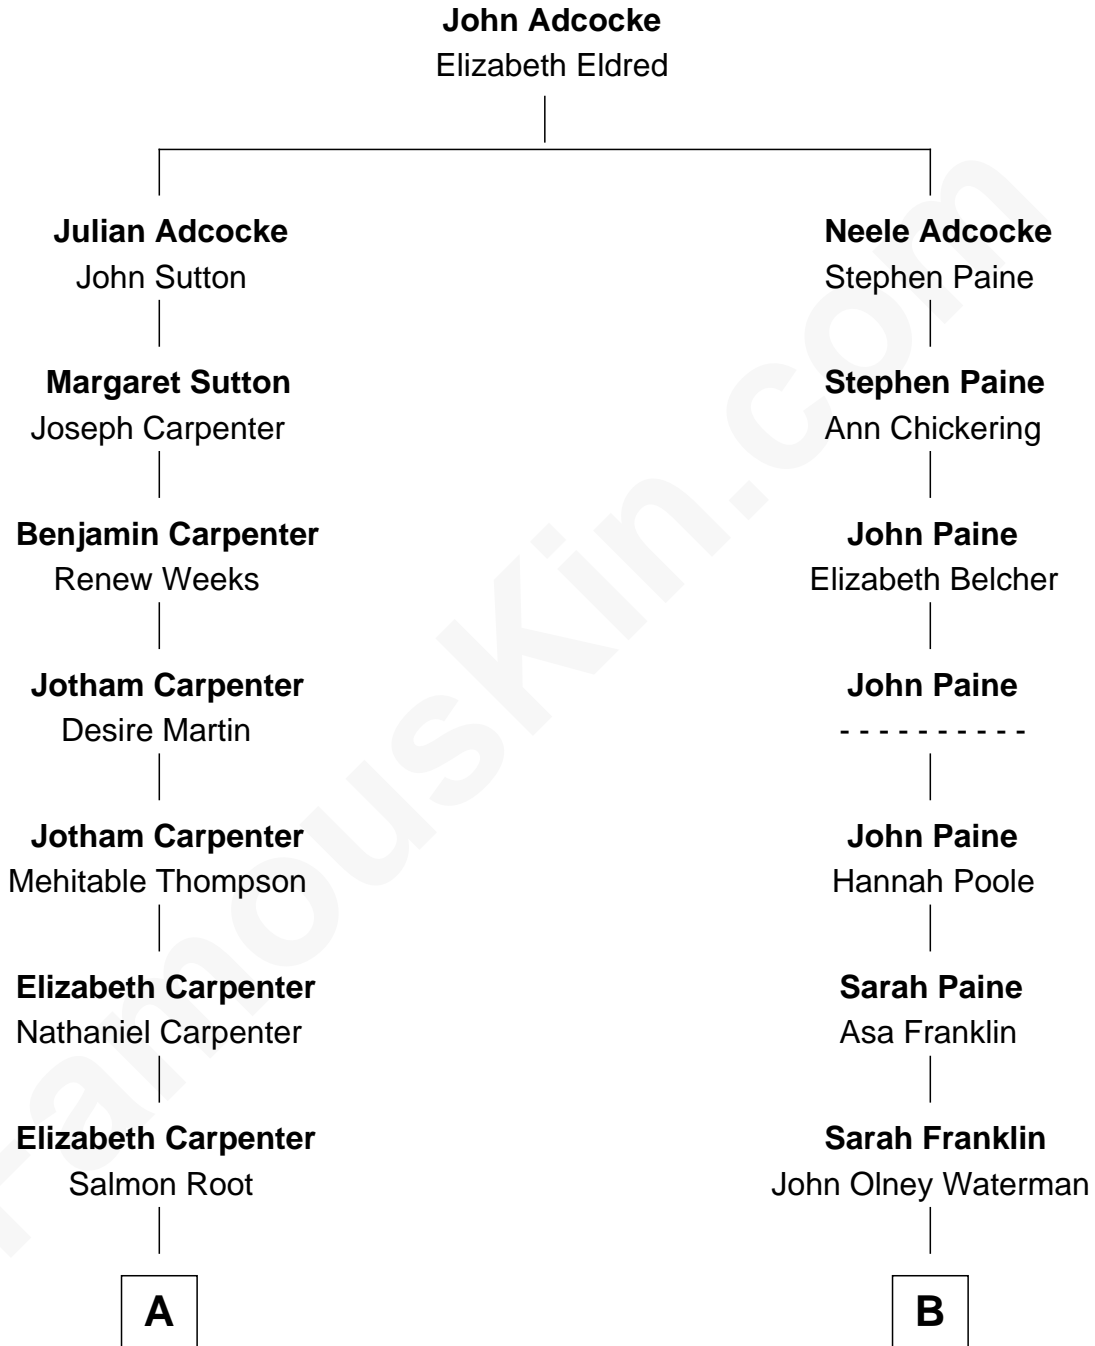 John Adcocke
Elizabeth Eldred
Julian Adcocke
John Sutton
Neele Adcocke
Stephen Paine
Margaret Sutton
Joseph Carpenter
Stephen Paine
Ann Chickering
Benjamin Carpenter
Renew Weeks
John Paine
Elizabeth Belcher
Jotham Carpenter
Desire Martin
John Paine
- - - - - - - - - -
Jotham Carpenter
Mehitable Thompson
John Paine
Hannah Poole
Elizabeth Carpenter
Nathaniel Carpenter
Sarah Paine
Asa Franklin
Elizabeth Carpenter
Salmon Root
Sarah Franklin
John Olney Waterman
A
B
FamousKin.com